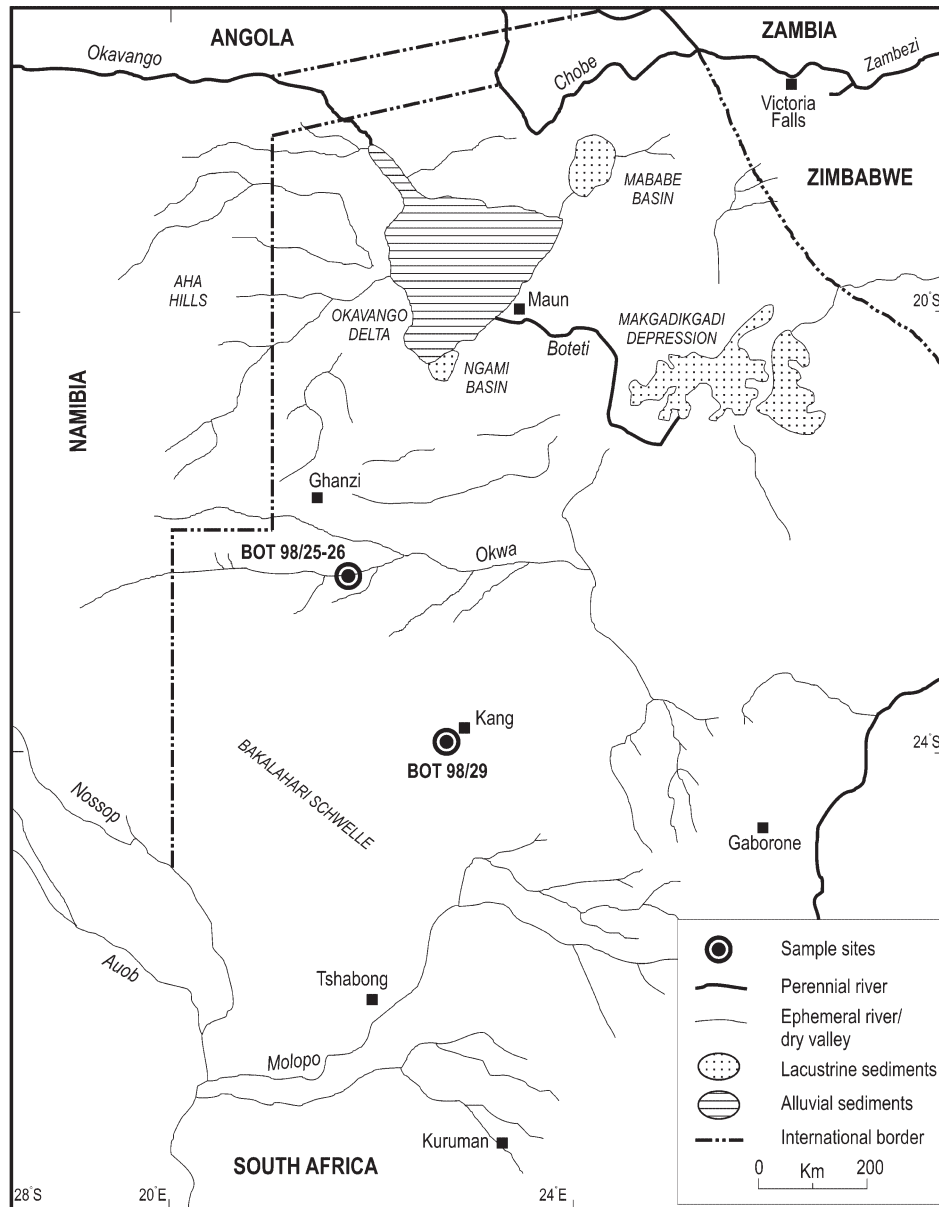 ANGOLA
ZAMBIA
Okavango
Chobe
Zambezi
Victoria
Falls
MABABE
BASIN
ZIMBABWE
AHA
HILLS
OKAVANGO
DELTA
Maun
20°S
MAKGADIKGADI
DEPRESSION
Boteti
NGAMI
BASIN
NAMIBIA
Ghanzi
BOT 98/25-26
Okwa
Kang
BOT 98/29
24°S
BAKALAHARI SCHWELLE
Nossop
Gaborone
Auob
Tshabong
Molopo
Kuruman
SOUTH AFRICA
28°S
20°E
24°E
Sample sites
Perennial river
Ephemeral river/
dry valley
Lacustrine sediments
Alluvial sediments
International border
0 Km 200